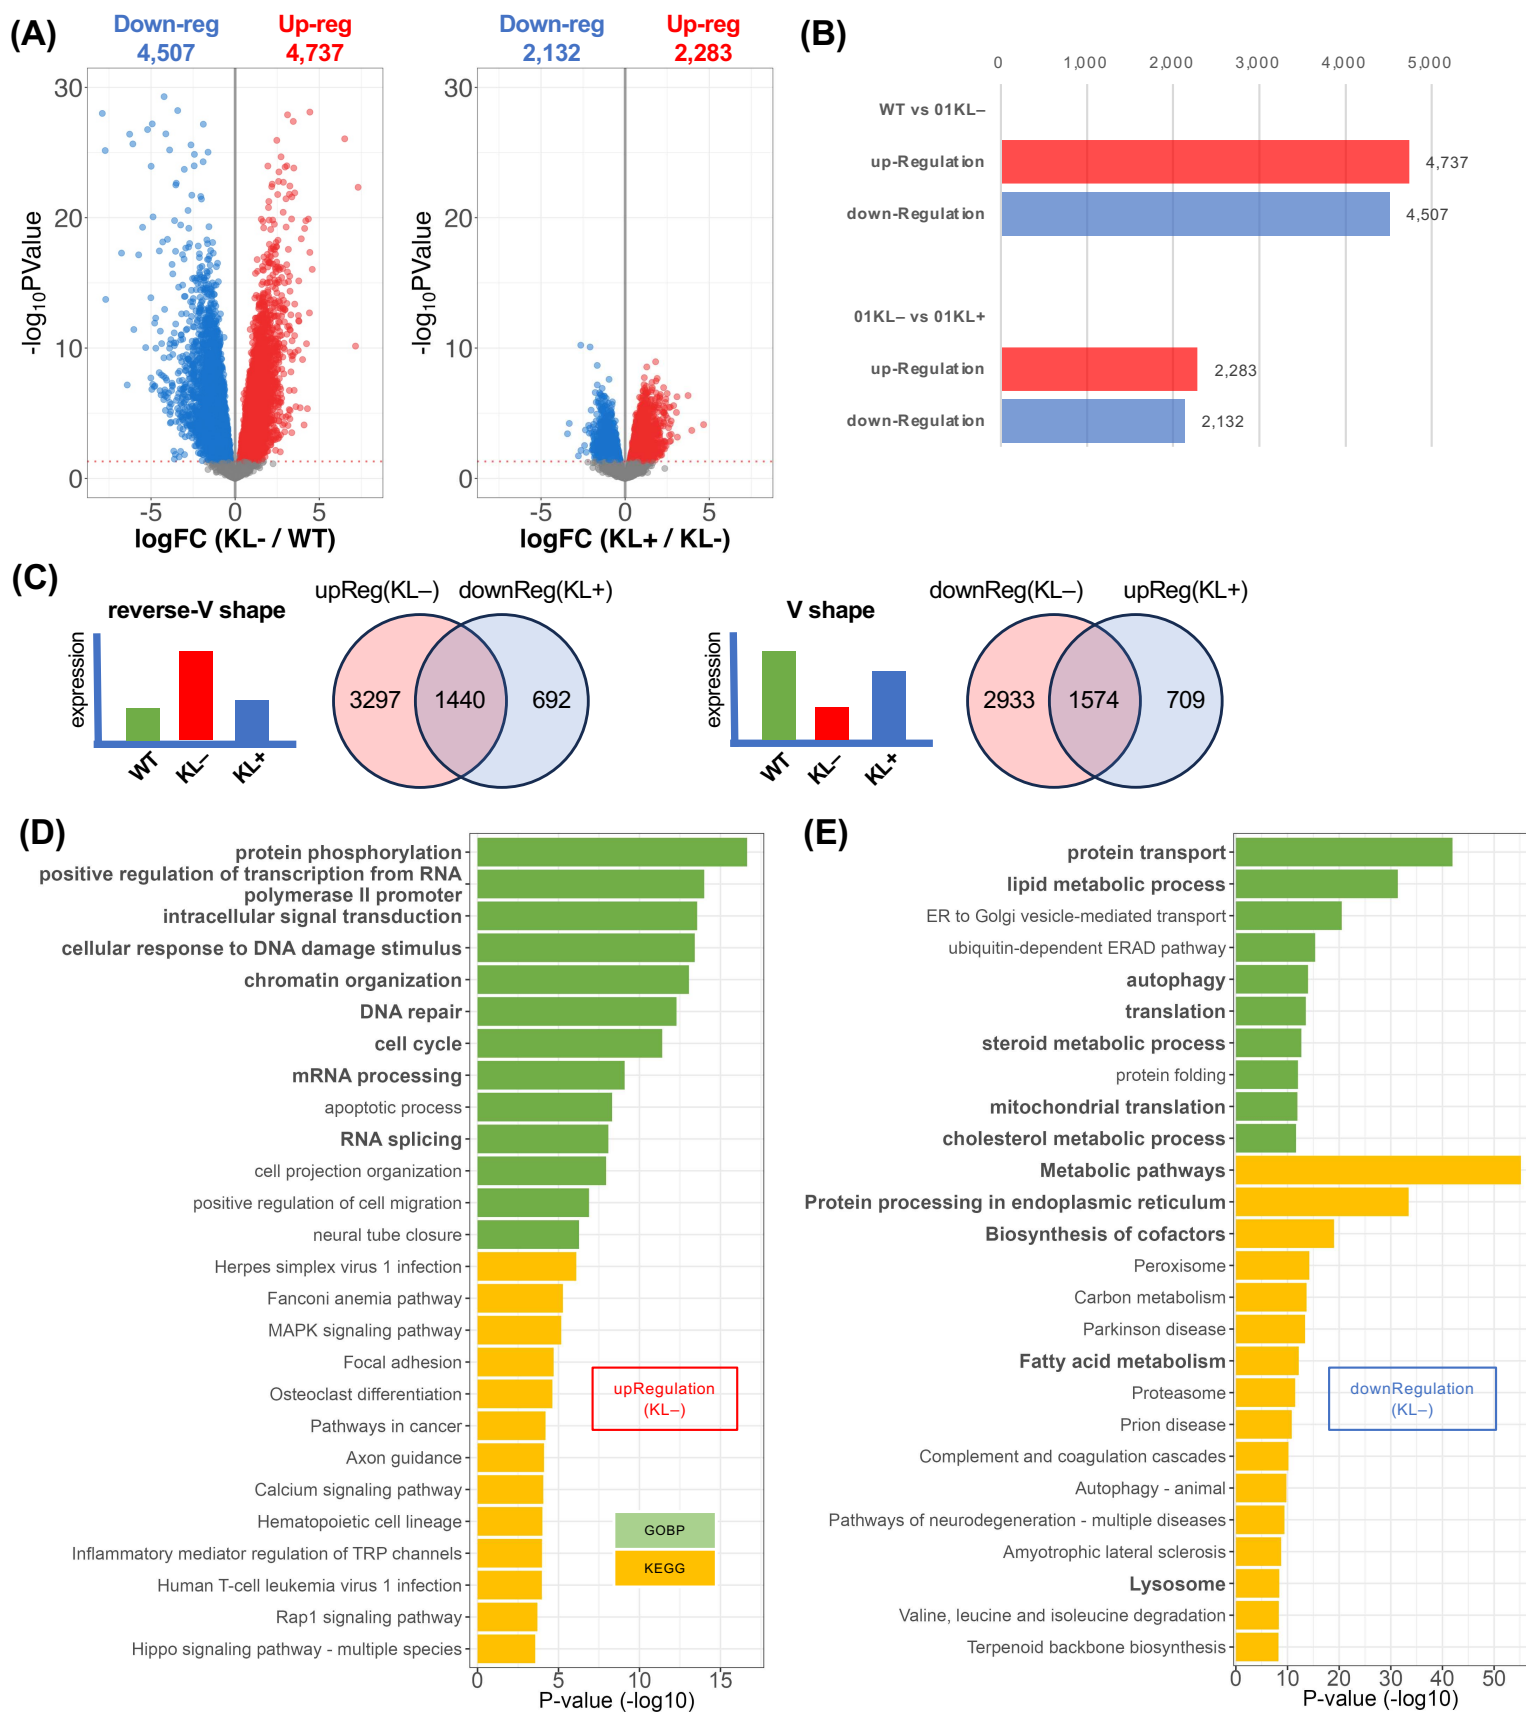 (A)
Down-reg
4,507
Up-reg
4,737
30
20
10
0
-log10PValue
-5
0
5
logFC (KL- / WT)
Down-reg
2,132
Up-reg
2,283
30
20
10
0
-log10PValue
-5
0
5
logFC (KL+ / KL-)
(B)
0
1,000
2,000
3,000
4,000
5,000
WT vs 01KL–
up-Regulation
4,737
down-Regulation
4,507
01KL– vs 01KL+
up-Regulation
2,283
down-Regulation
2,132
(C)
reverse-V shape
expression
WT
KL–
KL+
upReg(KL–)
downReg(KL+)
3297
1440
692
V shape
expression
WT
KL–
KL+
downReg(KL–)
upReg(KL+)
2933
1574
709
(D)
protein phosphorylation
positive regulation of transcription from RNA
polymerase II promoter
intracellular signal transduction
cellular response to DNA damage stimulus
chromatin organization
DNA repair
cell cycle
mRNA processing
apoptotic process
RNA splicing
cell projection organization
positive regulation of cell migration
neural tube closure
Herpes simplex virus 1 infection
Fanconi anemia pathway
MAPK signaling pathway
Focal adhesion
Osteoclast differentiation
Pathways in cancer
Axon guidance
Calcium signaling pathway
Hematopoietic cell lineage
Inflammatory mediator regulation of TRP channels
Human T-cell leukemia virus 1 infection
Rap1 signaling pathway
Hippo signaling pathway - multiple species
upRegulation
(KL–)
GOBP
KEGG
0
5
10
15
P-value (-log10)
(E)
protein transport
lipid metabolic process
ER to Golgi vesicle-mediated transport
ubiquitin-dependent ERAD pathway
autophagy
translation
steroid metabolic process
protein folding
mitochondrial translation
cholesterol metabolic process
Metabolic pathways
Protein processing in endoplasmic reticulum
Biosynthesis of cofactors
Peroxisome
Carbon metabolism
Parkinson disease
Fatty acid metabolism
Proteasome
Prion disease
Complement and coagulation cascades
Autophagy - animal
Pathways of neurodegeneration - multiple diseases
Amyotrophic lateral sclerosis
Lysosome
Valine, leucine and isoleucine degradation
Terpenoid backbone biosynthesis
downRegulation
(KL–)
0
10
20
30
40
50
P-value (-log10)